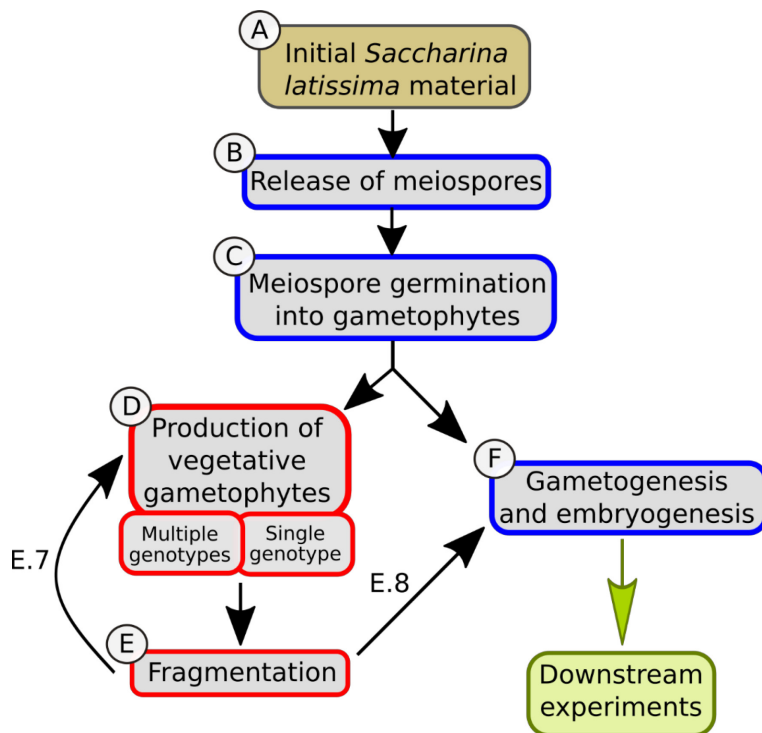 A
Initial Saccharina
latissima material
B
Release of meiospores
C
Meiospore germination
into gametophytes
D
Production of
vegetative
gametophytes
Multiple
genotypes
Single
genotype
F
Gametogenesis
and embryogenesis
E.7
E.8
E
Fragmentation
Downstream
experiments